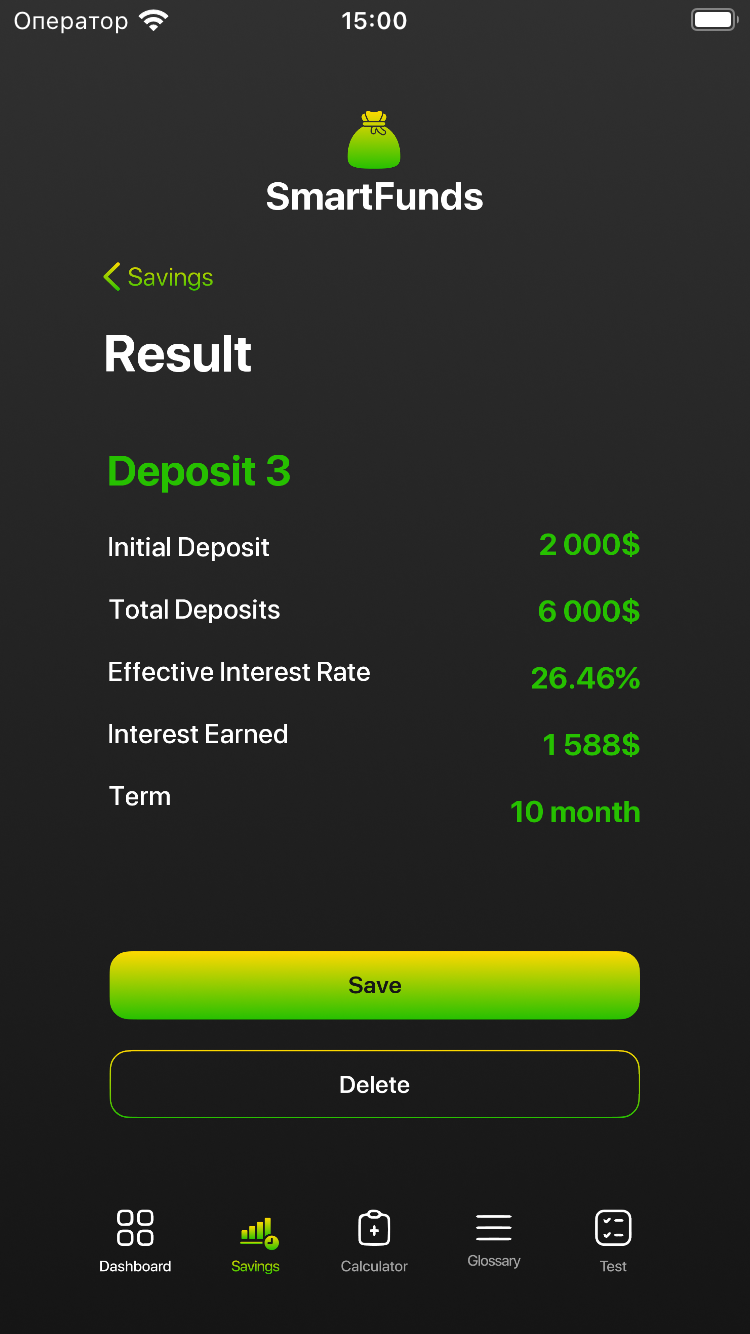 Оператор 15:00
SmartFunds
Savings
Result
Deposit 3
Initial Deposit 2 000$
Total Deposits 6 000$
Effective Interest Rate 26.46%
Interest Earned 1 588$
Term 10 month
Save
Delete
Dashboard Savings Calculator Glossary Test